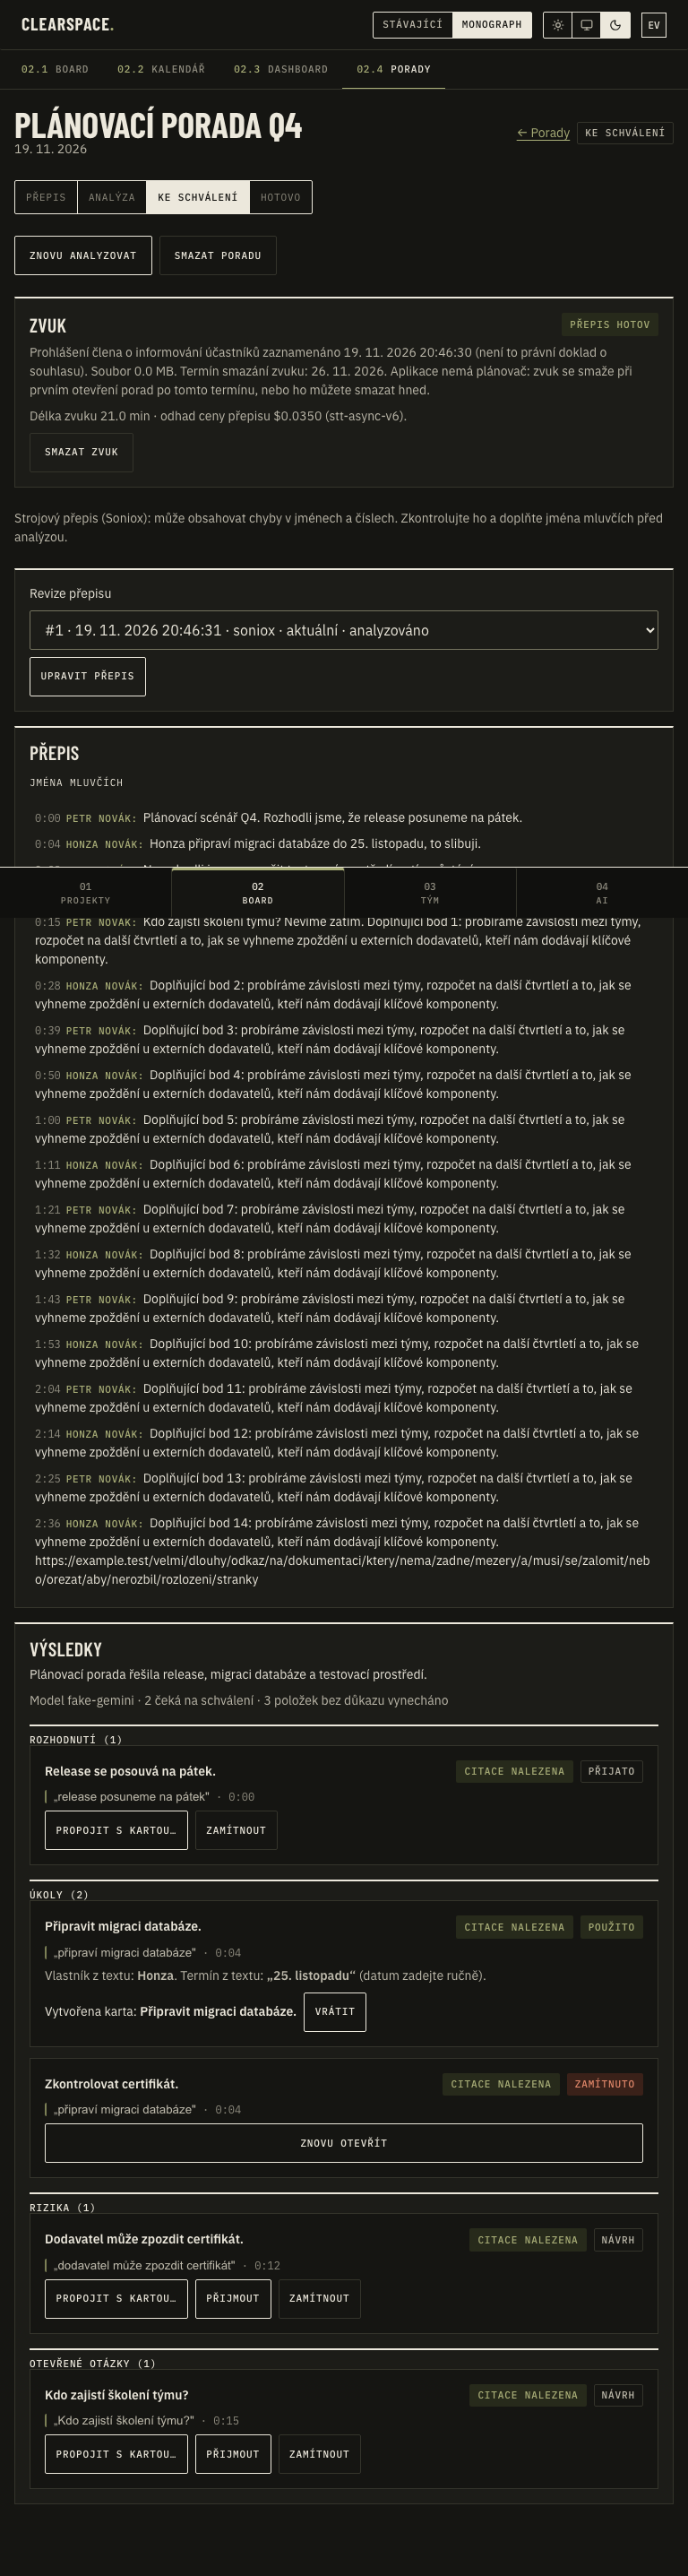 CLEARSPACE.
STÁVAJÍCÍ MONOGRAPH EV
02.1 BOARD 02.2 KALENDÁŘ 02.3 DASHBOARD 02.4 PORADY
PLÁNOVACÍ PORADA Q4
← Porady KE SCHVÁLENÍ
19. 11. 2026
PŘEPIS ANALÝZA KE SCHVÁLENÍ HOTOVO
ZNOVU ANALYZOVAT SMAZAT PORADU
ZVUK PŘEPIS HOTOV
Prohlášení člena o informování účastníků zaznamenáno 19. 11. 2026 20:46:30 (není to právní doklad o
souhlasu). Soubor 0.0 MB. Termín smazání zvuku: 26. 11. 2026. Aplikace nemá plánovač: zvuk se smaže při
prvním otevření porad po tomto termínu, nebo ho můžete smazat hned.
Délka zvuku 21.0 min · odhad ceny přepisu $0.0350 (stt-async-v6).
SMAZAT ZVUK
Strojový přepis (Soniox): může obsahovat chyby v jménech a číslech. Zkontrolujte ho a doplňte jména mluvčích před
analýzou.
Revize přepisu
#1 · 19. 11. 2026 20:46:31 · soniox · aktuální · analyzováno
UPRAVIT PŘEPIS
PŘEPIS
JMÉNA MLUVČÍCH
0:00 PETR NOVÁK: Plánovací scénář Q4. Rozhodli jsme, že release posuneme na pátek.
0:04 HONZA NOVÁK: Honza připraví migraci databáze do 25. listopadu, to slibuji.
01 PROJEKTY
02 BOARD
03 TÝM
04 AI
0:15 PETR NOVÁK: Kdo zajistí školení týmu? Nevíme zatím. Doplňující bod 1: probíráme závislosti mezi týmy,
rozpočet na další čtvrtletí a to, jak se vyhneme zpoždění u externích dodavatelů, kteří nám dodávají klíčové
komponenty.
0:28 HONZA NOVÁK: Doplňující bod 2: probíráme závislosti mezi týmy, rozpočet na další čtvrtletí a to, jak se
vyhneme zpoždění u externích dodavatelů, kteří nám dodávají klíčové komponenty.
0:39 PETR NOVÁK: Doplňující bod 3: probíráme závislosti mezi týmy, rozpočet na další čtvrtletí a to, jak se
vyhneme zpoždění u externích dodavatelů, kteří nám dodávají klíčové komponenty.
0:50 HONZA NOVÁK: Doplňující bod 4: probíráme závislosti mezi týmy, rozpočet na další čtvrtletí a to, jak se
vyhneme zpoždění u externích dodavatelů, kteří nám dodávají klíčové komponenty.
1:00 PETR NOVÁK: Doplňující bod 5: probíráme závislosti mezi týmy, rozpočet na další čtvrtletí a to, jak se
vyhneme zpoždění u externích dodavatelů, kteří nám dodávají klíčové komponenty.
1:11 HONZA NOVÁK: Doplňující bod 6: probíráme závislosti mezi týmy, rozpočet na další čtvrtletí a to, jak se
vyhneme zpoždění u externích dodavatelů, kteří nám dodávají klíčové komponenty.
1:21 PETR NOVÁK: Doplňující bod 7: probíráme závislosti mezi týmy, rozpočet na další čtvrtletí a to, jak se
vyhneme zpoždění u externích dodavatelů, kteří nám dodávají klíčové komponenty.
1:32 HONZA NOVÁK: Doplňující bod 8: probíráme závislosti mezi týmy, rozpočet na další čtvrtletí a to, jak se
vyhneme zpoždění u externích dodavatelů, kteří nám dodávají klíčové komponenty.
1:43 PETR NOVÁK: Doplňující bod 9: probíráme závislosti mezi týmy, rozpočet na další čtvrtletí a to, jak se
vyhneme zpoždění u externích dodavatelů, kteří nám dodávají klíčové komponenty.
1:53 HONZA NOVÁK: Doplňující bod 10: probíráme závislosti mezi týmy, rozpočet na další čtvrtletí a to, jak se
vyhneme zpoždění u externích dodavatelů, kteří nám dodávají klíčové komponenty.
2:04 PETR NOVÁK: Doplňující bod 11: probíráme závislosti mezi týmy, rozpočet na další čtvrtletí a to, jak se
vyhneme zpoždění u externích dodavatelů, kteří nám dodávají klíčové komponenty.
2:14 HONZA NOVÁK: Doplňující bod 12: probíráme závislosti mezi týmy, rozpočet na další čtvrtletí a to, jak se
vyhneme zpoždění u externích dodavatelů, kteří nám dodávají klíčové komponenty.
2:25 PETR NOVÁK: Doplňující bod 13: probíráme závislosti mezi týmy, rozpočet na další čtvrtletí a to, jak se
vyhneme zpoždění u externích dodavatelů, kteří nám dodávají klíčové komponenty.
2:36 HONZA NOVÁK: Doplňující bod 14: probíráme závislosti mezi týmy, rozpočet na další čtvrtletí a to, jak se
vyhneme zpoždění u externích dodavatelů, kteří nám dodávají klíčové komponenty.
https://example.test/velmi/dlouhy/odkaz/na/dokumentaci/ktery/nema/zadne/mezery/a/musi/se/zalomit/neb
o/orezat/aby/nerozbil/rozlozeni/stranky
VÝSLEDKY
Plánovací porada řešila release, migraci databáze a testovací prostředí.
Model fake-gemini · 2 čeká na schválení · 3 položek bez důkazu vynecháno
ROZHODNUTÍ (1)
Release se posouvá na pátek. CITACE NALEZENA PŘIJATO
„release posuneme na pátek" · 0:00
PROPOJIT S KARTOU… ZAMÍTNOUT
ÚKOLY (2)
Připravit migraci databáze. CITACE NALEZENA POUŽITO
„připraví migraci databáze" · 0:04
Vlastník z textu: Honza. Termín z textu: „25. listopadu“ (datum zadejte ručně).
Vytvořena karta: Připravit migraci databáze. VRÁTIT
Zkontrolovat certifikát. CITACE NALEZENA ZAMÍTNUTO
„připraví migraci databáze" · 0:04
ZNOVU OTEVŘÍT
RIZIKA (1)
Dodavatel může zpozdit certifikát. CITACE NALEZENA NÁVRH
„dodavatel může zpozdit certifikát" · 0:12
PROPOJIT S KARTOU… PŘIJMOUT ZAMÍTNOUT
OTEVŘENÉ OTÁZKY (1)
Kdo zajistí školení týmu? CITACE NALEZENA NÁVRH
„Kdo zajistí školení týmu?" · 0:15
PROPOJIT S KARTOU… PŘIJMOUT ZAMÍTNOUT